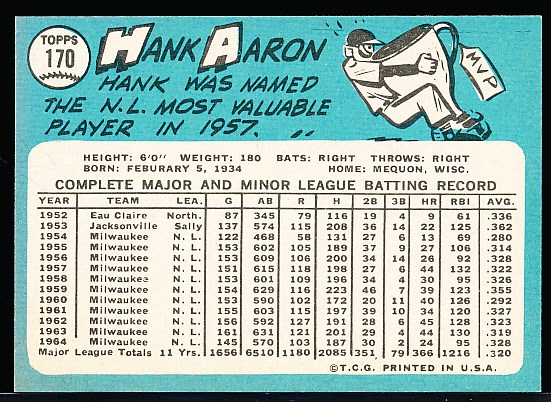 TOPPS
170
HANK AARON
HANK WAS NAMED
THE N.L. MOST VALUABLE
PLAYER IN 1957.
MVP
HEIGHT: 6'0" WEIGHT: 180 BATS: RIGHT THROWS: RIGHT
BORN: FEBURARY 5, 1934 HOME: MEQUON, WISC.
COMPLETE MAJOR AND MINOR LEAGUE BATTING RECORD
YEAR TEAM LEA. G AB R H 2B 3B HR RBI AVG.
1952 Eau Claire North. 87 345 79 116 19 4 9 61 .336
1953 Jacksonville Sally 137 574 115 208 36 14 22 125 .362
1954 Milwaukee N. L. 122 468 58 131 27 6 13 69 .280
1955 Milwaukee N. L. 153 602 105 189 37 9 27 106 .314
1956 Milwaukee N. L. 153 609 106 200 34 14 26 92 .328
1957 Milwaukee N. L. 151 615 118 198 27 6 44 132 .322
1958 Milwaukee N. L. 153 601 109 196 34 4 30 95 .326
1959 Milwaukee N. L. 154 629 116 223 46 7 39 123 .355
1960 Milwaukee N. L. 153 590 102 172 20 11 40 126 .292
1961 Milwaukee N. L. 155 603 115 197 39 10 34 120 .327
1962 Milwaukee N. L. 156 592 127 191 28 6 45 128 .323
1963 Milwaukee N. L. 161 631 121 201 29 4 44 130 .319
1964 Milwaukee N. L. 145 570 103 187 30 2 24 95 .328
Major League Totals 11 Yrs. 1656 6510 1180 2085 351 79 366 1216 .320
©T.C.G. PRINTED IN U.S.A.